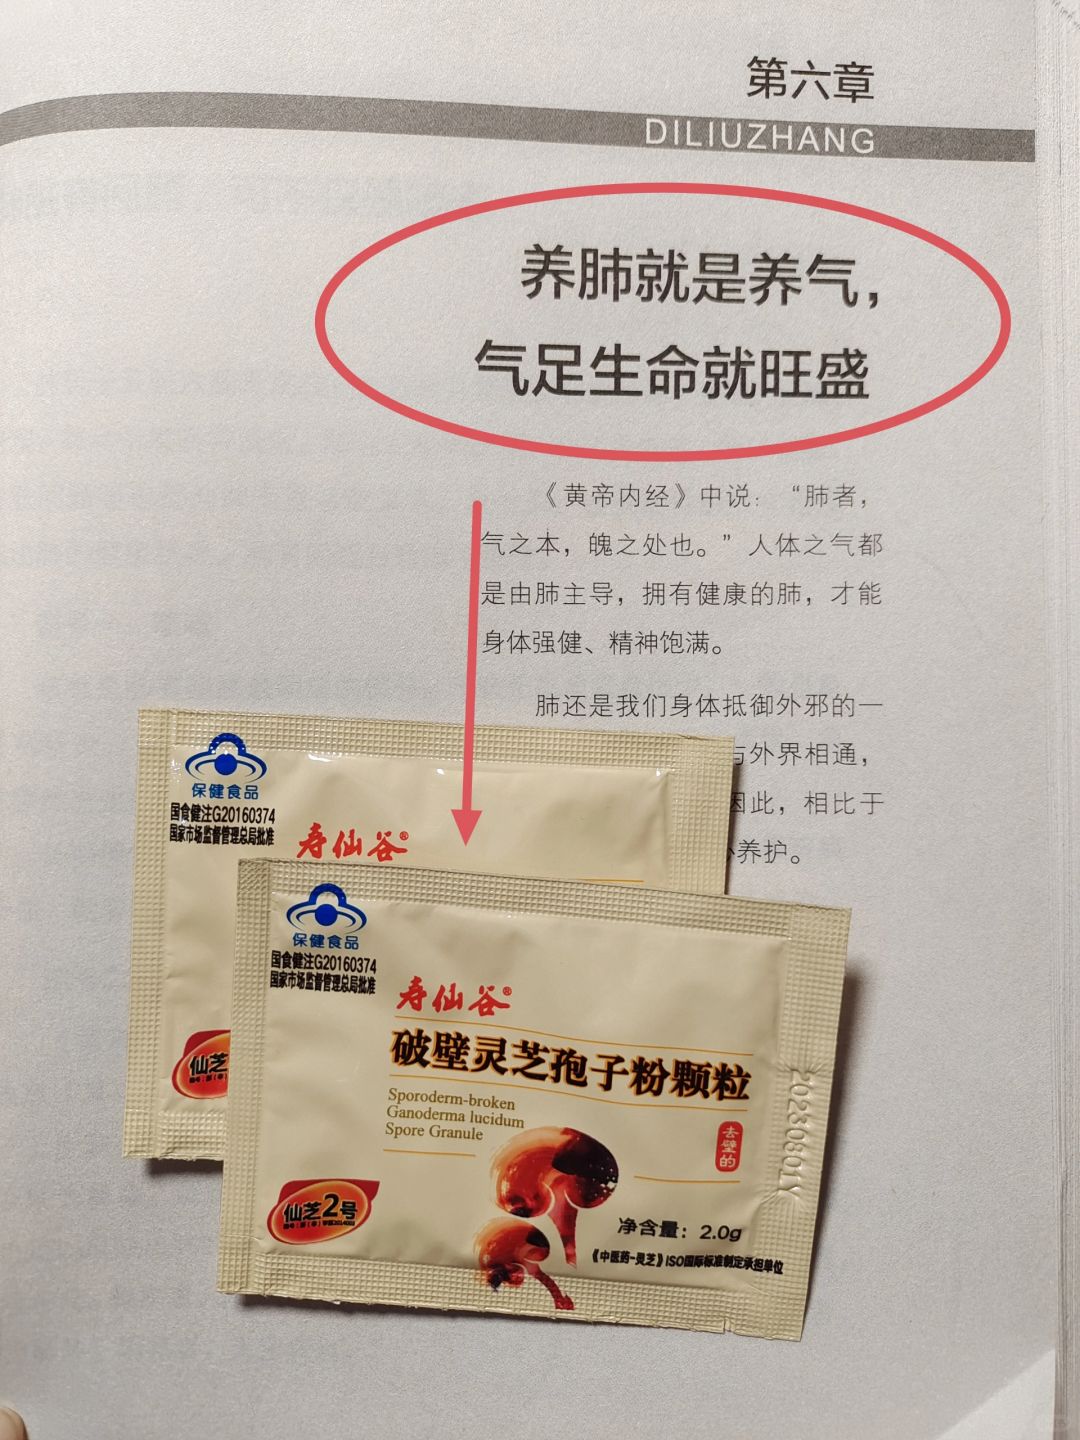 第六章
DILIUZHANG
养肺就是养气，
气足生命就旺盛
《黄帝内经》中说：“肺者，
气之本，魄之处也。”人体之气都
是由肺主导，拥有健康的肺，才能
身体强健、精神饱满。
肺还是我们身体抵御外邪的一
与外界相通，
因此，相比于
养护。
保健食品
国食健注G20160374
国家市场监督管理总局批准
寿仙谷®
仙芝
保健食品
国食健注G20160374
国家市场监督管理总局批准
寿仙谷®
破壁灵芝孢子粉颗粒
Sporoderm-broken
Ganoderma lucidum
Spore Granule
去壁的
仙芝2号
净含量：2.0g
《中医药-灵芝》ISO国际标准制定承担单位
20230801Y